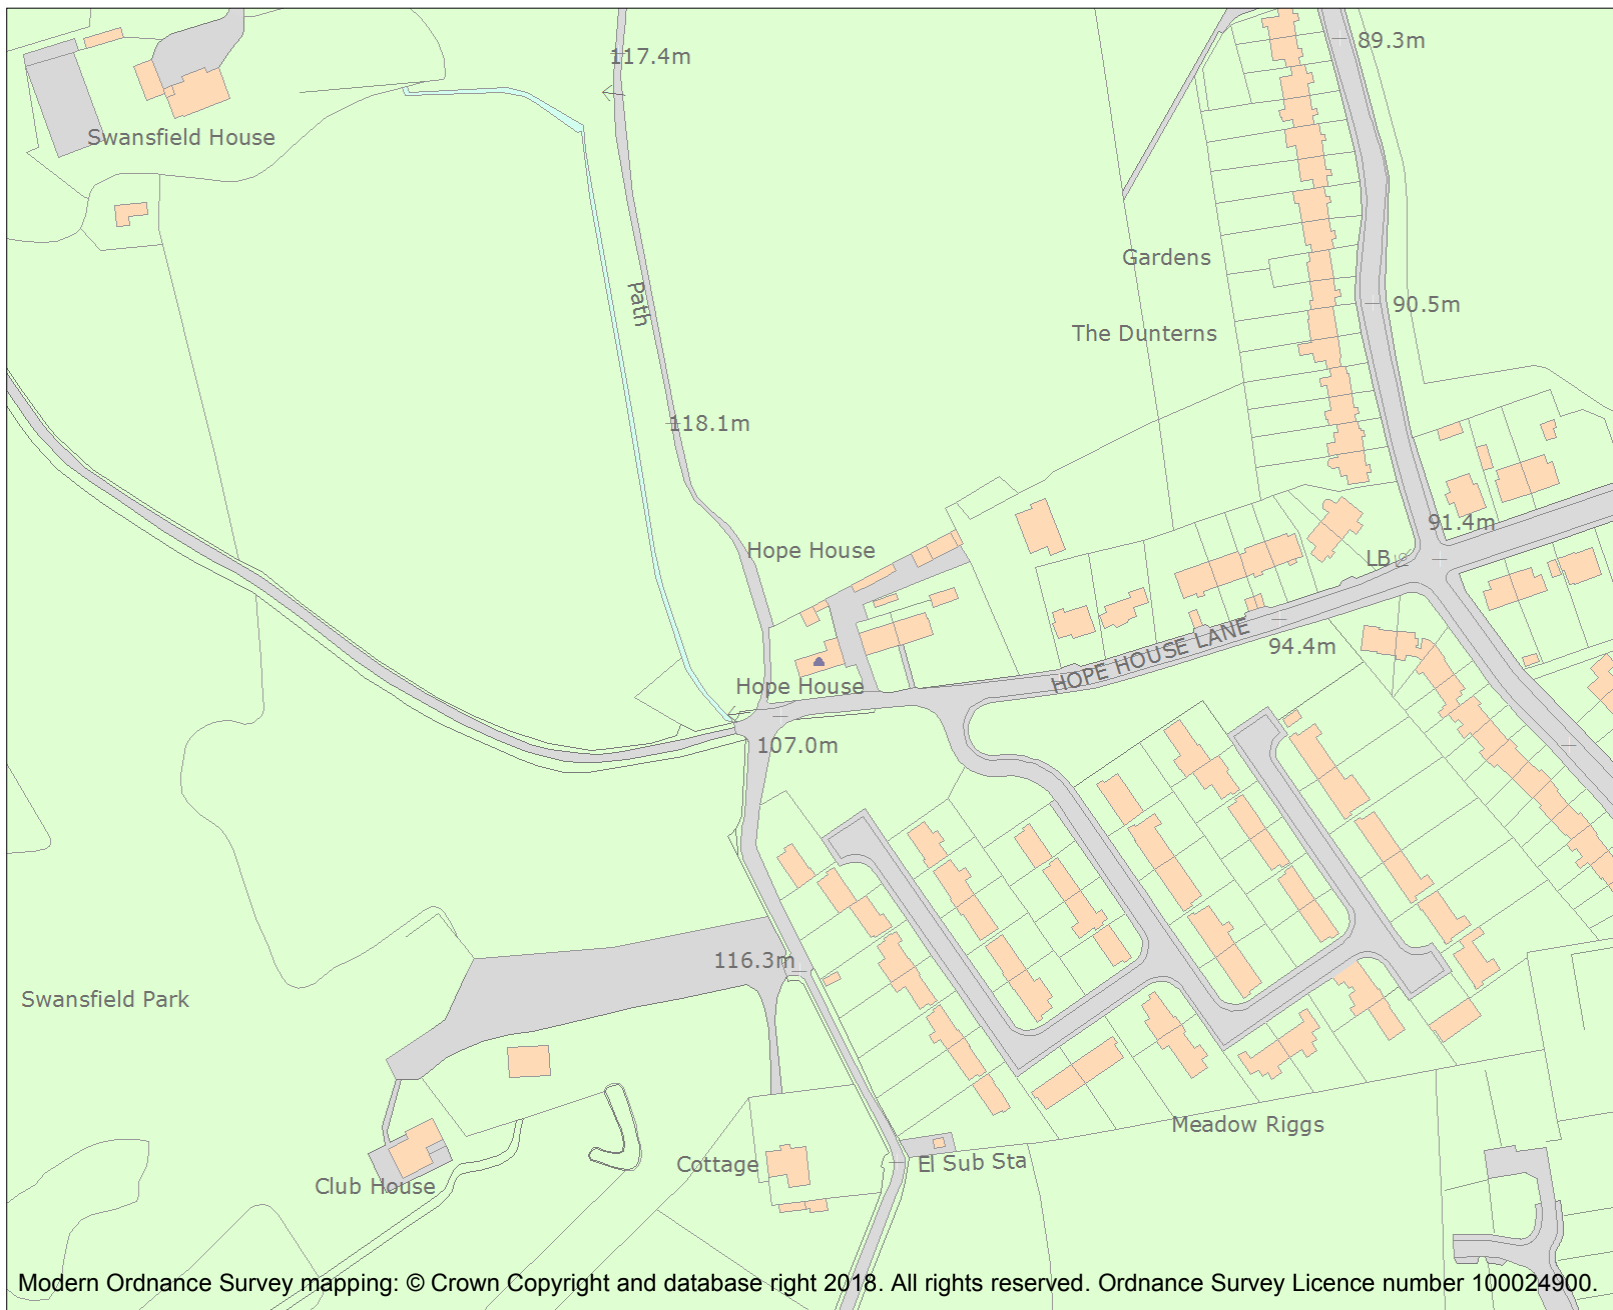 117.4m
89.3m
Swansfield House
Gardens
Path
90.5m
The Dunterns
118.1m
91.4m
Hope House
LB
HOPE HOUSE LANE
94.4m
Hope House
107.0m
116.3m
Swansfield Park
Meadow Riggs
Cottage
El Sub Sta
Club House
Modern Ordnance Survey mapping: © Crown Copyright and database right 2018. All rights reserved. Ordnance Survey Licence number 100024900.